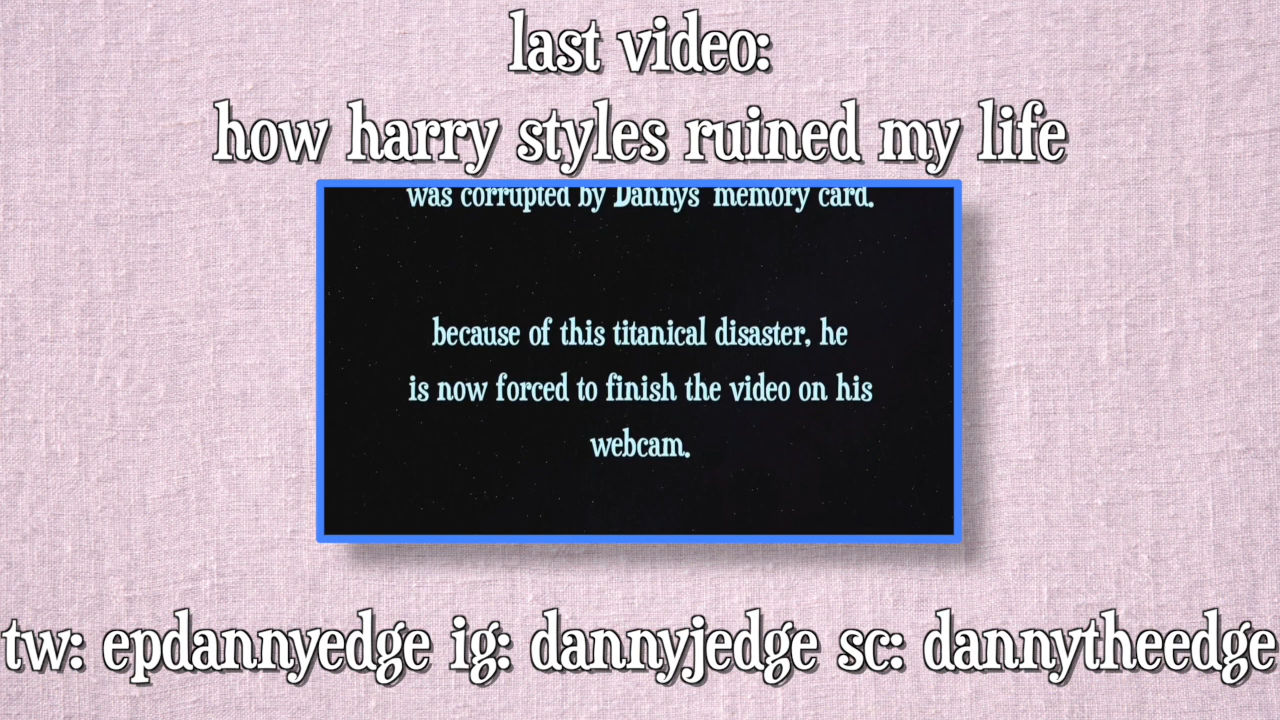 last video:
how harry styles ruined my life
was corrupted by Dannys' memory card.
because of this titanical disaster, he
is now forced to finish the video on his
webcam.
tw: epdannyedge ig: dannyjedge sc: dannytheedge